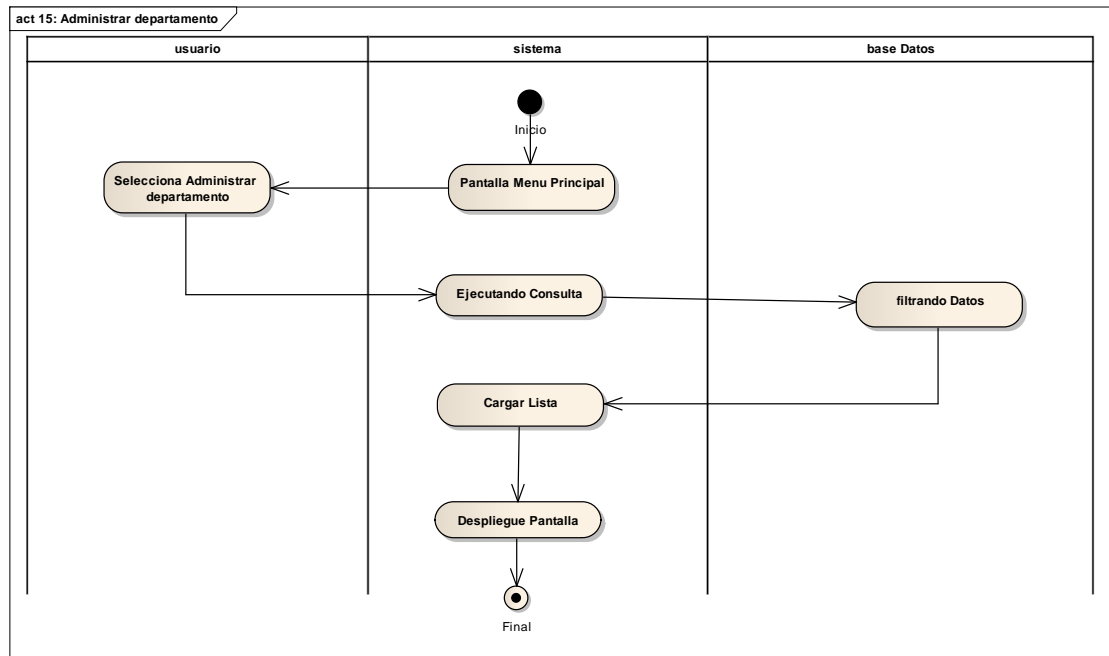 act 15: Administrar departamento
usuario
sistema
base Datos
Inicio
Selecciona Administrar
departamento
Pantalla Menu Principal
Ejecutando Consulta
filtrando Datos
Cargar Lista
Despliegue Pantalla
Final